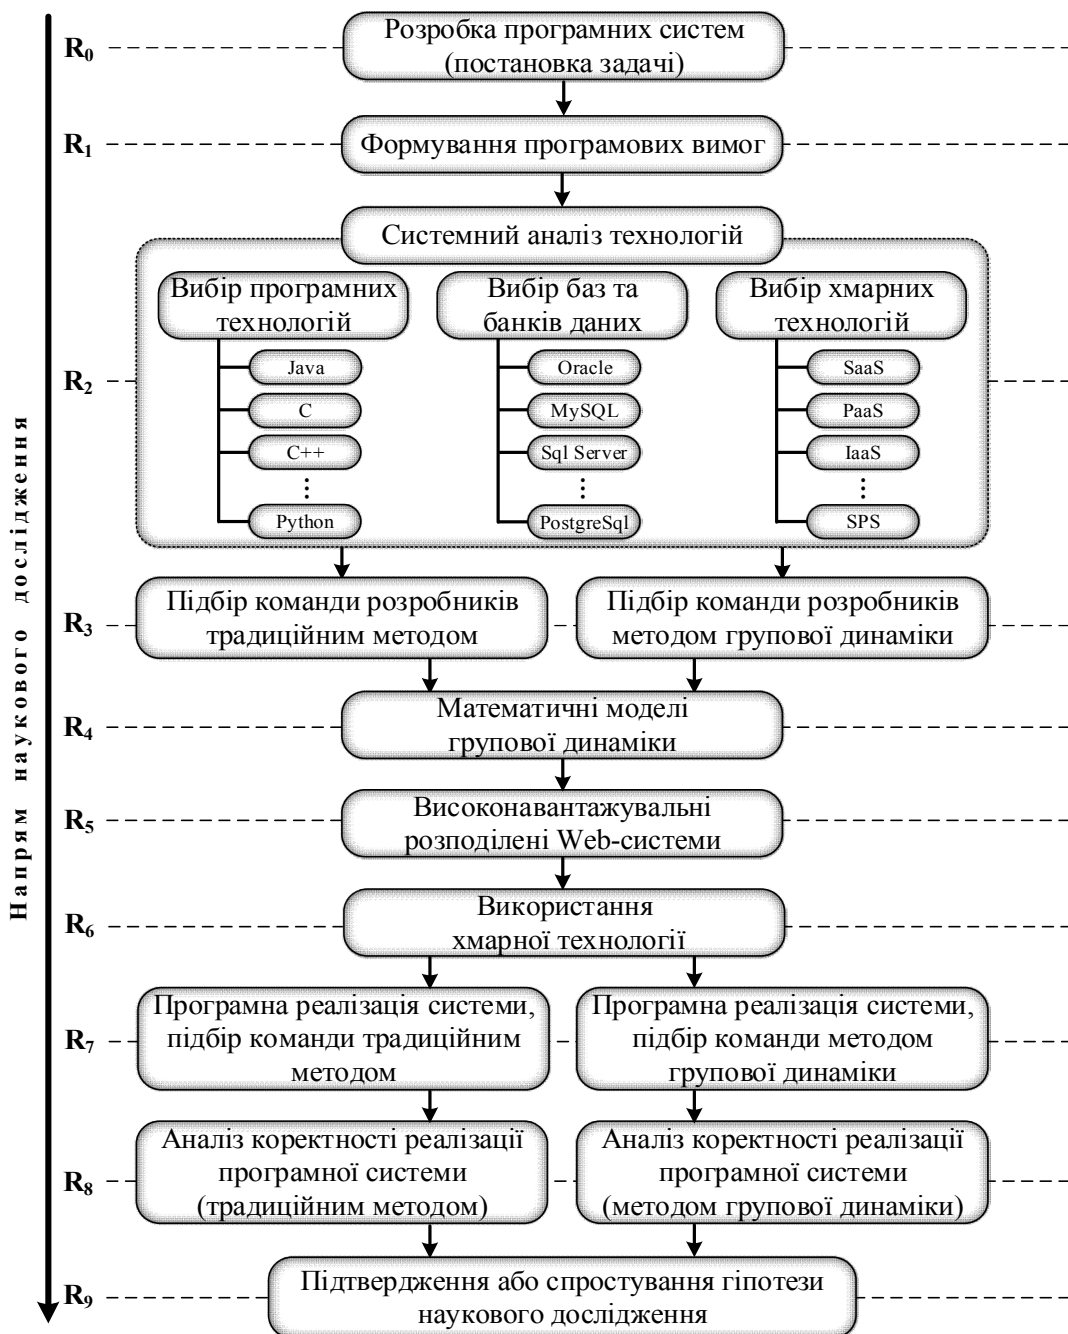 R₀
Розробка програмних систем
(постановка задачі)
R₁
Формування програмових вимог
Системний аналіз технологій
R₂
Вибір програмних
технологій
Java
C
C++
⋮
Python
Вибір баз та
банків даних
Oracle
MySQL
Sql Server
⋮
PostgreSql
Вибір хмарних
технологій
SaaS
PaaS
IaaS
⋮
SPS
R₃
Підбір команди розробників
традиційним методом
Підбір команди розробників
методом групової динаміки
R₄
Математичні моделі
групової динаміки
R₅
Високонавантажувальні
розподілені Web-системи
R₆
Використання
хмарної технології
R₇
Програмна реалізація системи,
підбір команди традиційним
методом
Програмна реалізація системи,
підбір команди методом
групової динаміки
R₈
Аналіз коректності реалізації
програмної системи
(традиційним методом)
Аналіз коректності реалізації
програмної системи
(методом групової динаміки)
R₉
Підтвердження або спростування гіпотези
наукового дослідження
Напрям наукового дослідження